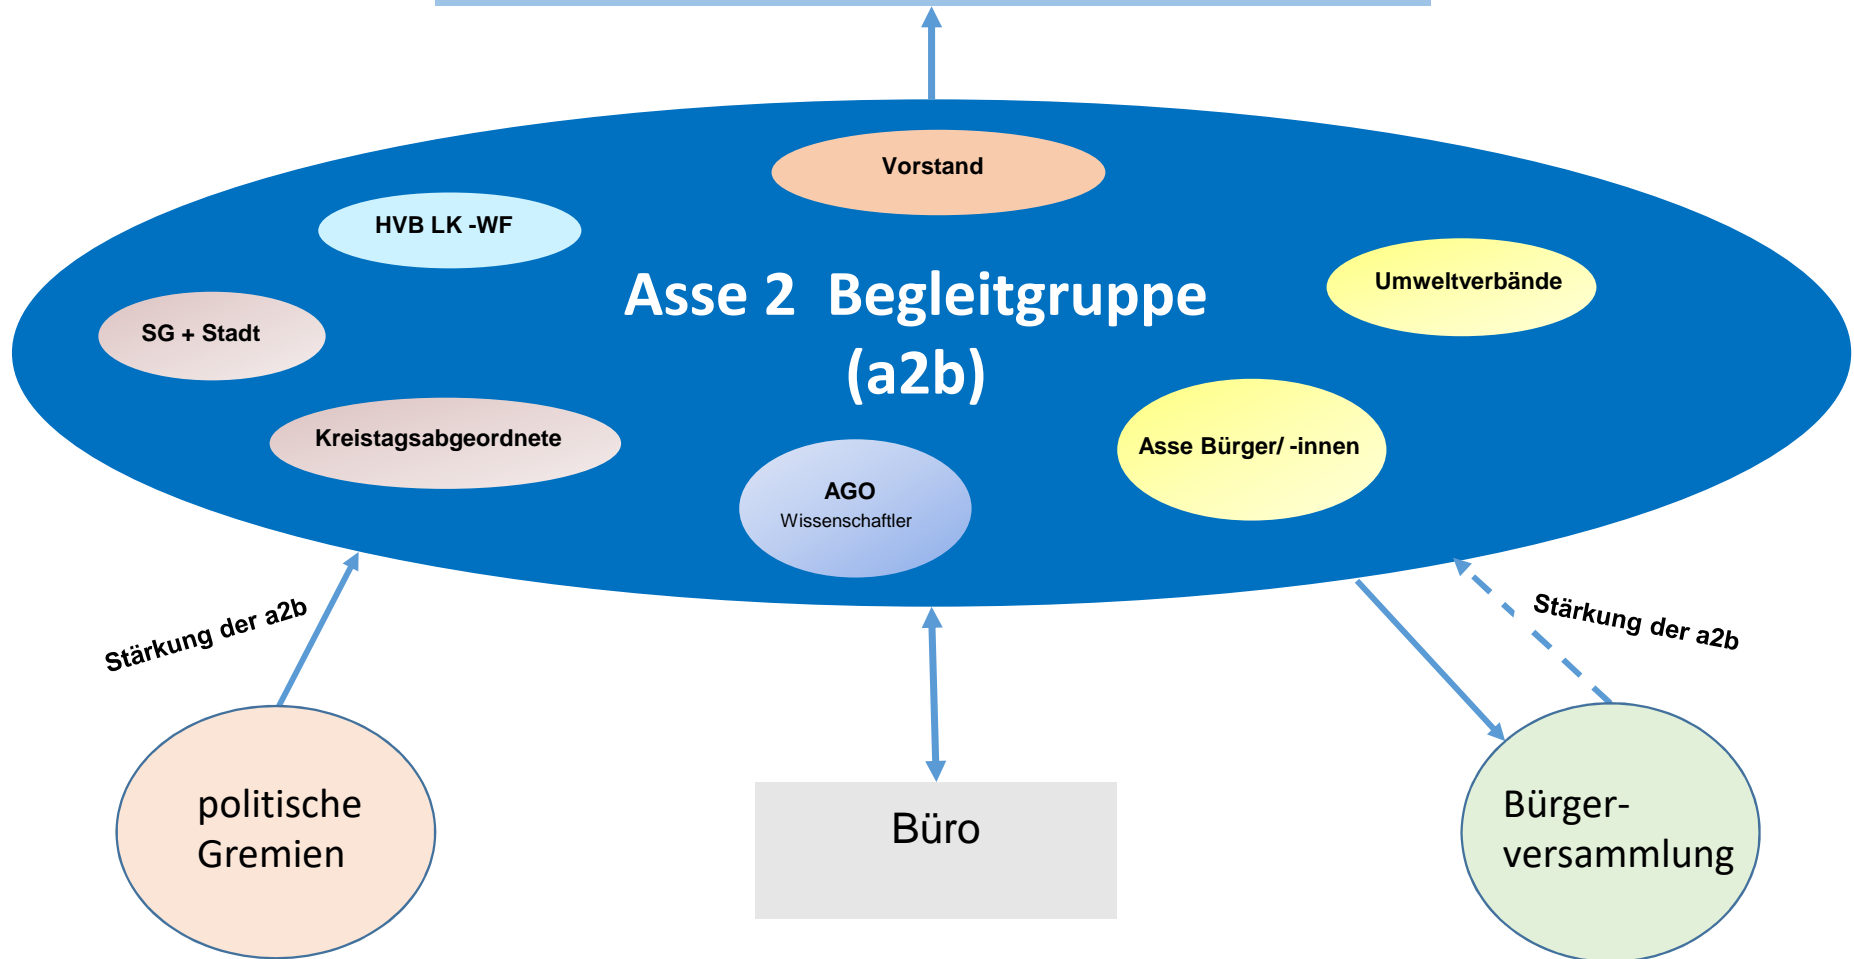 Vorstand
HVB LK -WF
Umweltverbände
Asse 2 Begleitgruppe
(a2b)
SG + Stadt
Kreistagsabgeordnete
Asse Bürger/ -innen
AGO
Wissenschaftler
Stärkung der a2b
Stärkung der a2b
politische
Gremien
Büro
Bürger-
versammlung